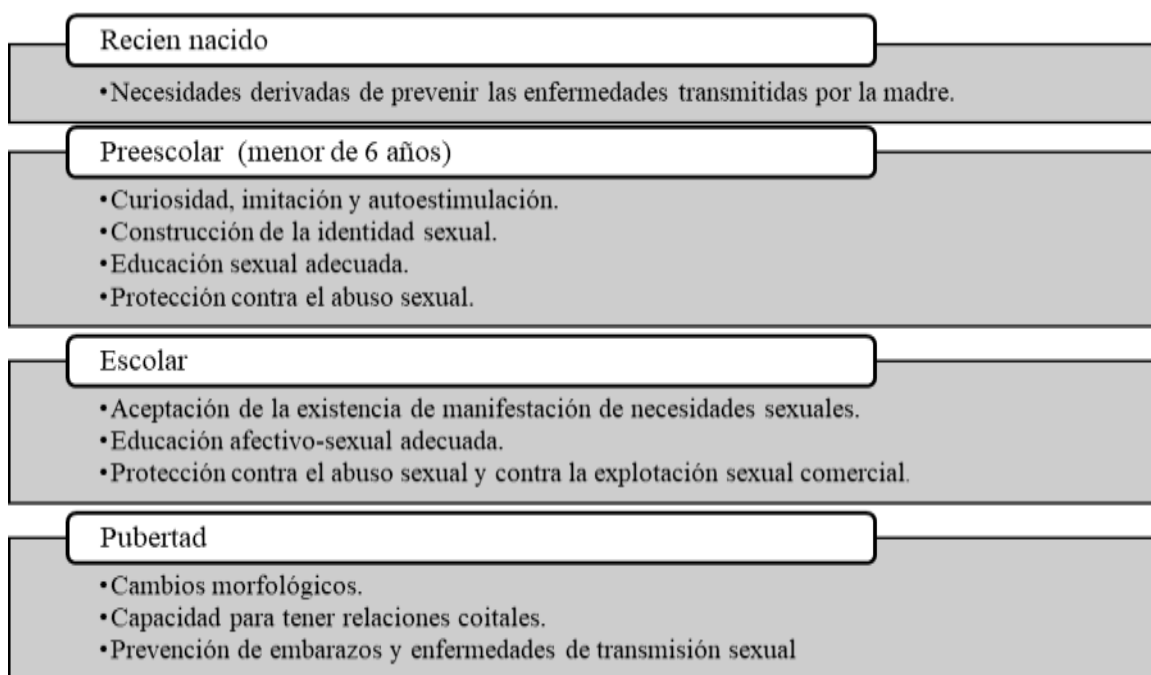 Recien nacido
•Necesidades derivadas de prevenir las enfermedades transmitidas por la madre.
Preescolar (menor de 6 años)
•Curiosidad, imitación y autoestimulación.
•Construcción de la identidad sexual.
•Educación sexual adecuada.
•Protección contra el abuso sexual.
Escolar
•Aceptación de la existencia de manifestación de necesidades sexuales.
•Educación afectivo-sexual adecuada.
•Protección contra el abuso sexual y contra la explotación sexual comercial.
Pubertad
•Cambios morfológicos.
•Capacidad para tener relaciones coitales.
•Prevención de embarazos y enfermedades de transmisión sexual